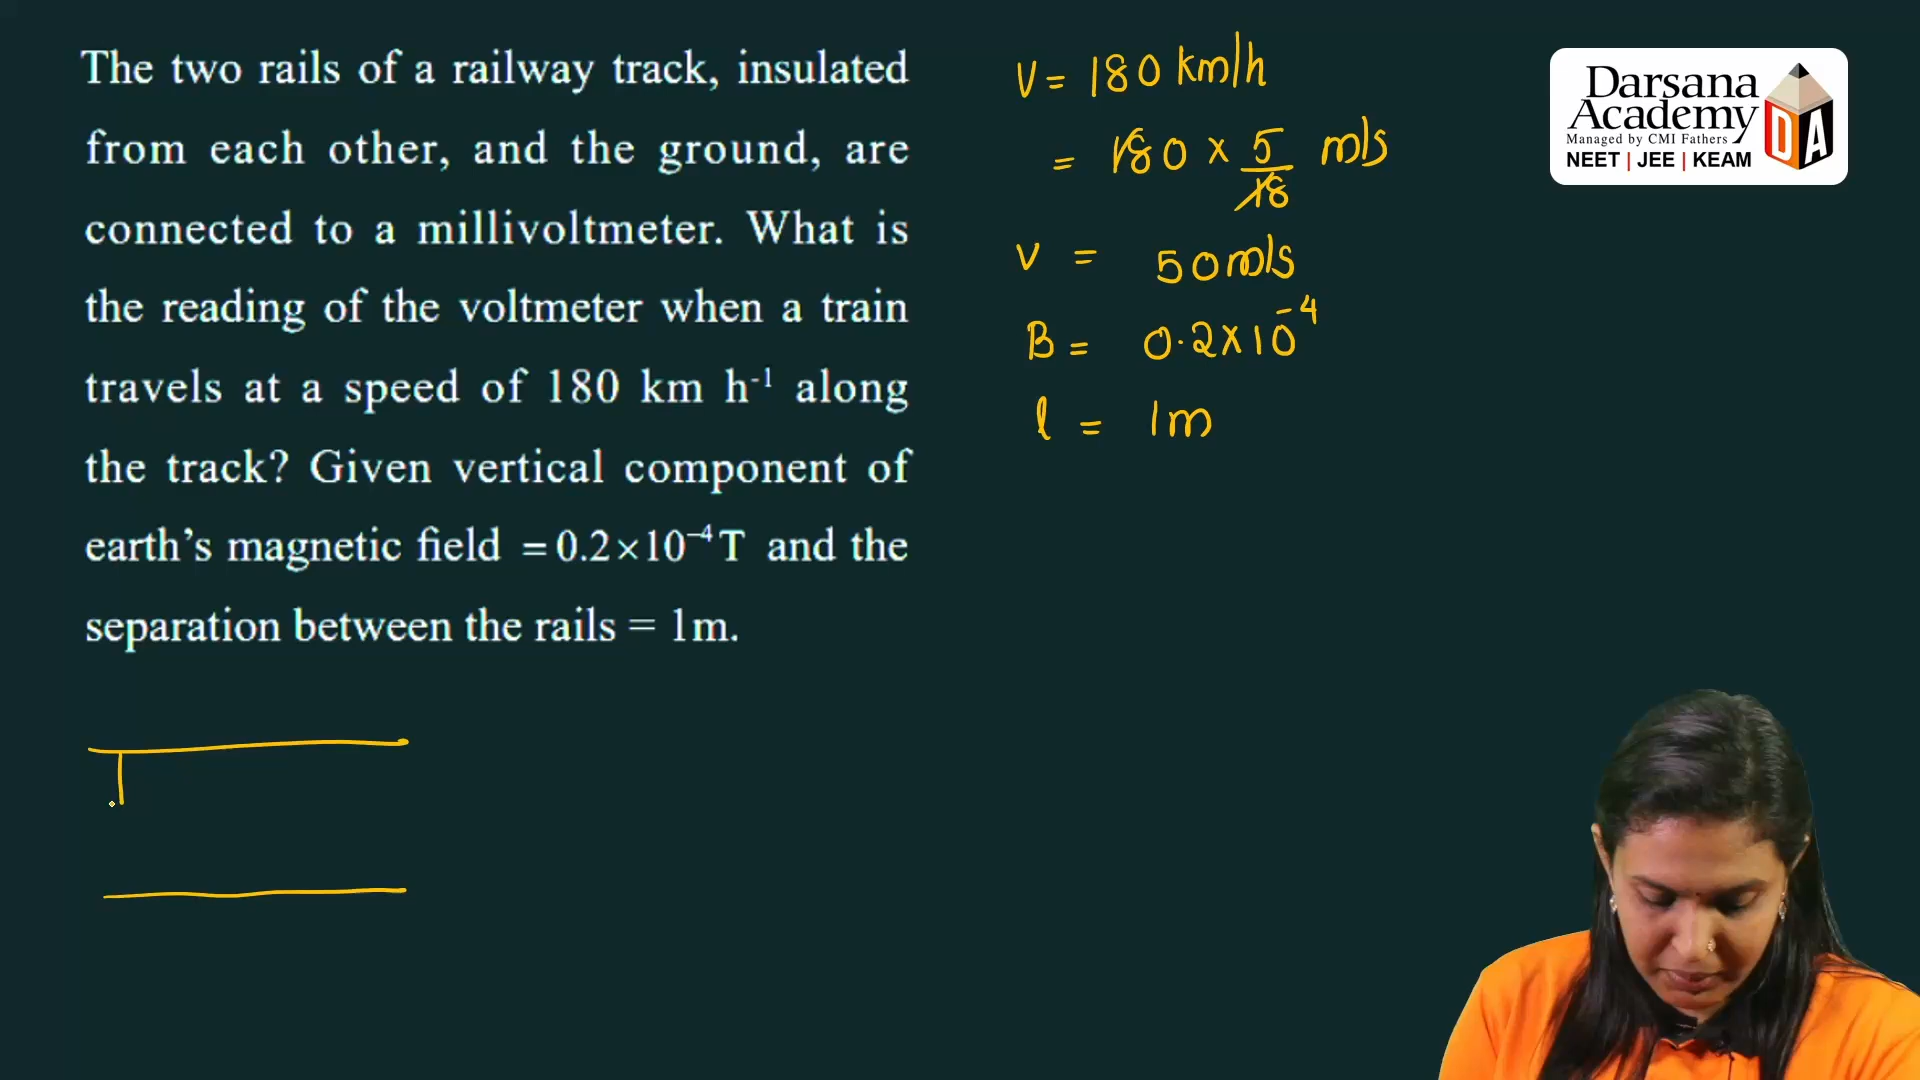 The two rails of a railway track, insulated
from each other, and the ground, are
connected to a millivoltmeter. What is
the reading of the voltmeter when a train
travels at a speed of 180 km h⁻¹ along
the track? Given vertical component of
earth’s magnetic field = 0.2×10⁻⁴T and the
separation between the rails = 1m.
V = 180 km/h
= 180 × 5/18 m/s
V = 50 m/s
B = 0.2×10⁻⁴
l = 1m
Darsana
Academy
Managed by CMI Fathers
NEET | JEE | KEAM
DA